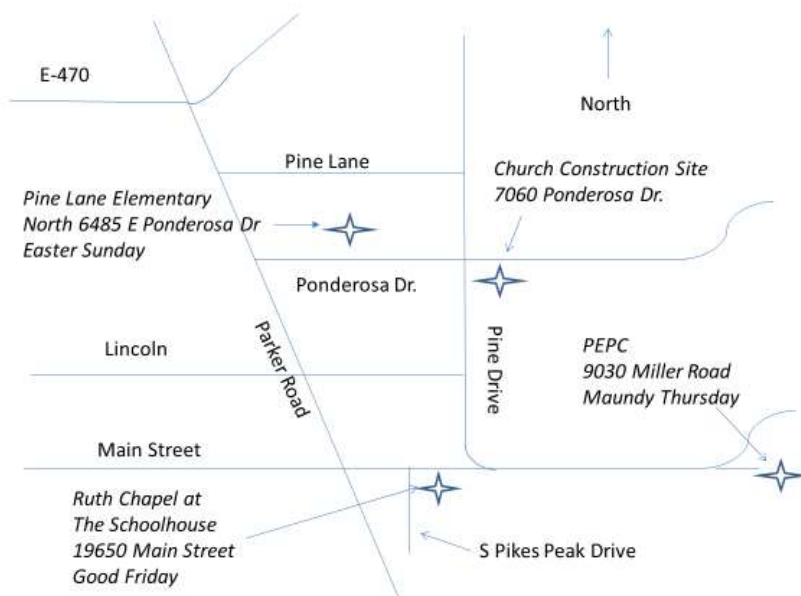 E-470
North
Pine Lane
Church Construction Site
7060 Ponderosa Dr.
Pine Lane Elementary
North 6485 E Ponderosa Dr
Easter Sunday
Ponderosa Dr.
Parker Road
Pine Drive
Lincoln
PEPC
9030 Miller Road
Maundy Thursday
Main Street
Ruth Chapel at
The Schoolhouse
19650 Main Street
Good Friday
S Pikes Peak Drive